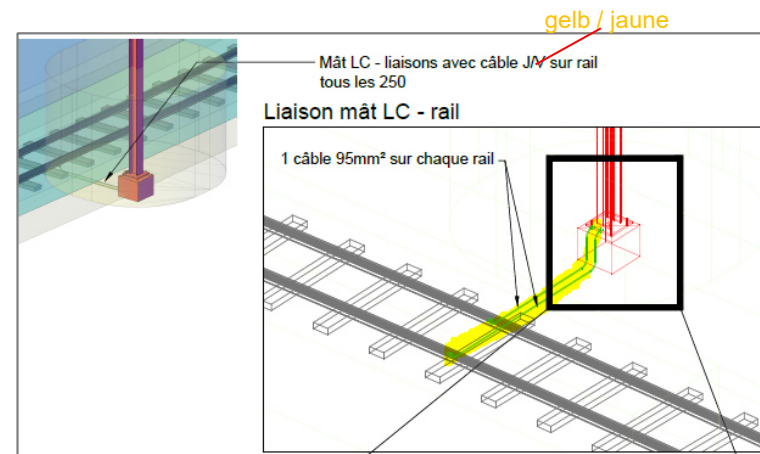 gelb / jaune
Mât LC - liaisons avec câble J/V sur rail
tous les 250
Liaison mât LC - rail
1 câble 95mm² sur chaque rail